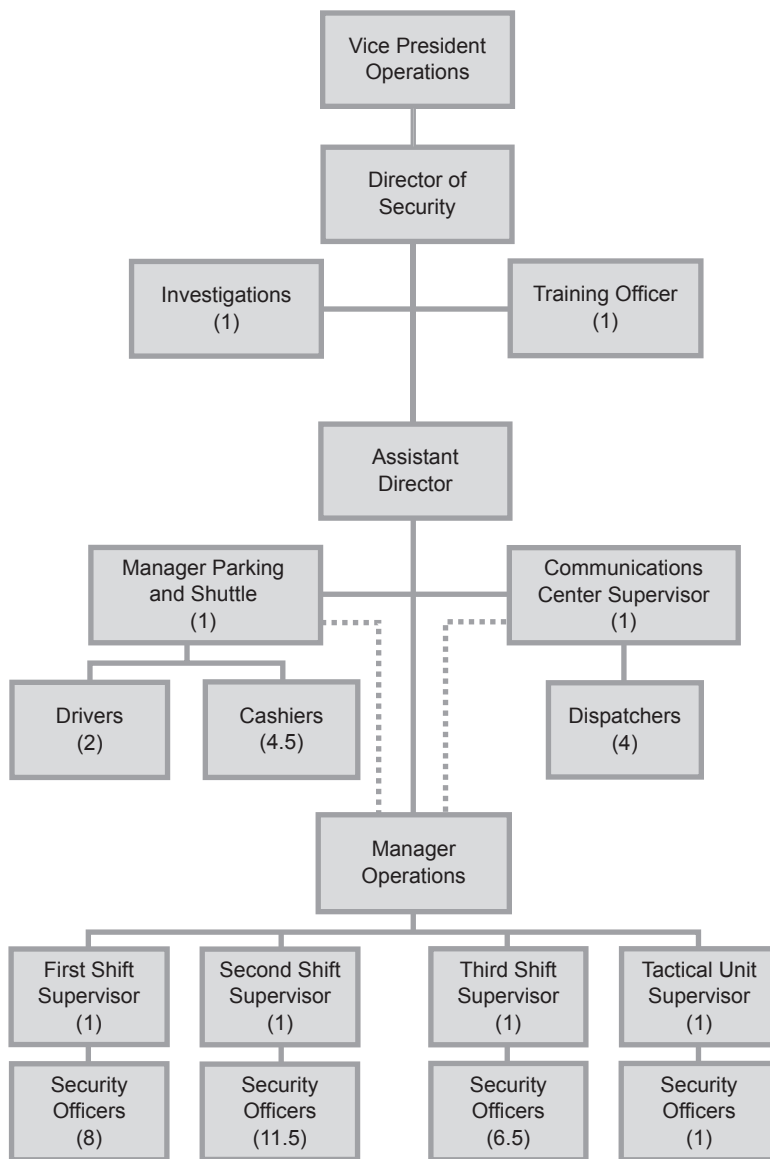 Vice President
Operations
Director of
Security
Investigations
(1)
Training Officer
(1)
Assistant
Director
Manager Parking
and Shuttle
(1)
Communications
Center Supervisor
(1)
Drivers
(2)
Cashiers
(4.5)
Dispatchers
(4)
Manager
Operations
First Shift
Supervisor
(1)
Second Shift
Supervisor
(1)
Third Shift
Supervisor
(1)
Tactical Unit
Supervisor
(1)
Security
Officers
(8)
Security
Officers
(11.5)
Security
Officers
(6.5)
Security
Officers
(1)